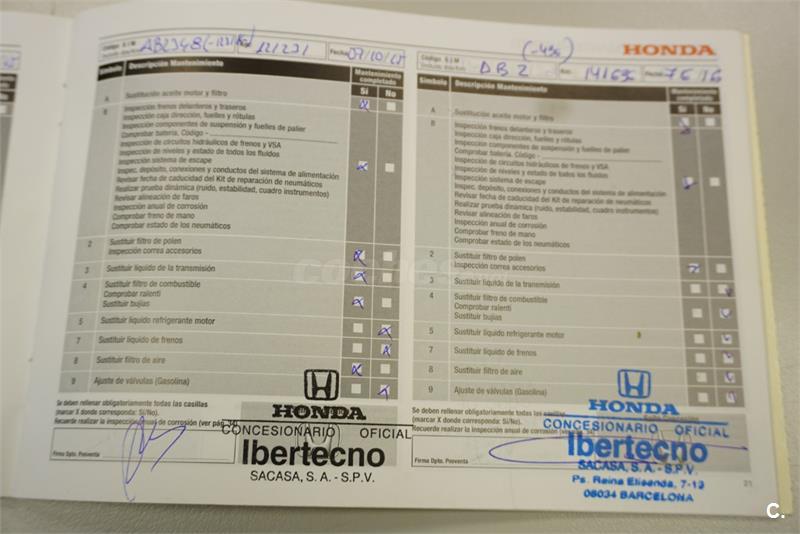 Código S I M AB2348 (-1231 Km 121231 Fecha 07/10/15
Símbolo Descripción Mantenimiento
Mantenimiento completado
Sí No
A Sustitución aceite motor y filtro
B Inspección frenos delanteros y traseros
Inspección caja dirección, fuelles y rótulas
Inspección componentes de suspensión y fuelles de palier
Comprobar batería, Código -
Inspección de circuitos hidráulicos de frenos y VSA
Inspección de niveles y estado de todos los fluidos
Inspección sistema de escape
Inspec. depósito, conexiones y conductos del sistema de alimentación
Revisar fecha de caducidad del Kit de reparación de neumáticos
Realizar prueba dinámica (ruido, estabilidad, cuadro instrumentos)
Revisar alineación de faros
Inspección anual de corrosión
Comprobar freno de mano
Comprobar estado de los neumáticos
2 Sustituir filtro de polen
Inspección correa accesorios
3 Sustituir líquido de la transmisión
4 Sustituir filtro de combustible
Comprobar ralentí
Sustituir bujías
5 Sustituir líquido refrigerante motor
7 Sustituir líquido de frenos
8 Sustituir filtro de aire
9 Ajuste de válvulas (Gasolina)
Se deben rellenar obligatoriamente todas las casillas
(marcar X donde corresponda: Sí/No).
Recuerde realizar la inspección anual de corrosión (ver pág. 34)
Firma Dpto. Posventa
HONDA
CONCESIONARIO OFICIAL
Ibertecno
SACASA, S.A. - S.P.V.
HONDA
Código S I M DB2 Km 141696 Fecha 7 6 /16
Símbolo Descripción Mantenimiento
Mantenimiento completado
Sí No
A Sustitución aceite motor y filtro
B Inspección frenos delanteros y traseros
Inspección caja dirección, fuelles y rótulas
Inspección componentes de suspensión y fuelles de palier
Comprobar batería, Código -
Inspección de circuitos hidráulicos de frenos y VSA
Inspección de niveles y estado de todos los fluidos
Inspección sistema de escape
Inspec. depósito, conexiones y conductos del sistema de alimentación
Revisar fecha de caducidad del Kit de reparación de neumáticos
Realizar prueba dinámica (ruido, estabilidad, cuadro instrumentos)
Revisar alineación de faros
Inspección anual de corrosión
Comprobar freno de mano
Comprobar estado de los neumáticos
2 Sustituir filtro de polen
Inspección correa accesorios
3 Sustituir líquido de la transmisión
4 Sustituir filtro de combustible
Comprobar ralentí
Sustituir bujías
5 Sustituir líquido refrigerante motor
7 Sustituir líquido de frenos
8 Sustituir filtro de aire
9 Ajuste de válvulas (Gasolina)
Se deben rellenar obligatoriamente todas las casillas
(marcar X donde corresponda: Sí/No).
Recuerde realizar la inspección anual de corrosión (ver pág. 34)
Firma Dpto. Posventa
HONDA
CONCESIONARIO OFICIAL
Ibertecno
SACASA, S.A. - S.P.V.
Ps. Reina Elisenda, 7-13
08034 BARCELONA
21
C.